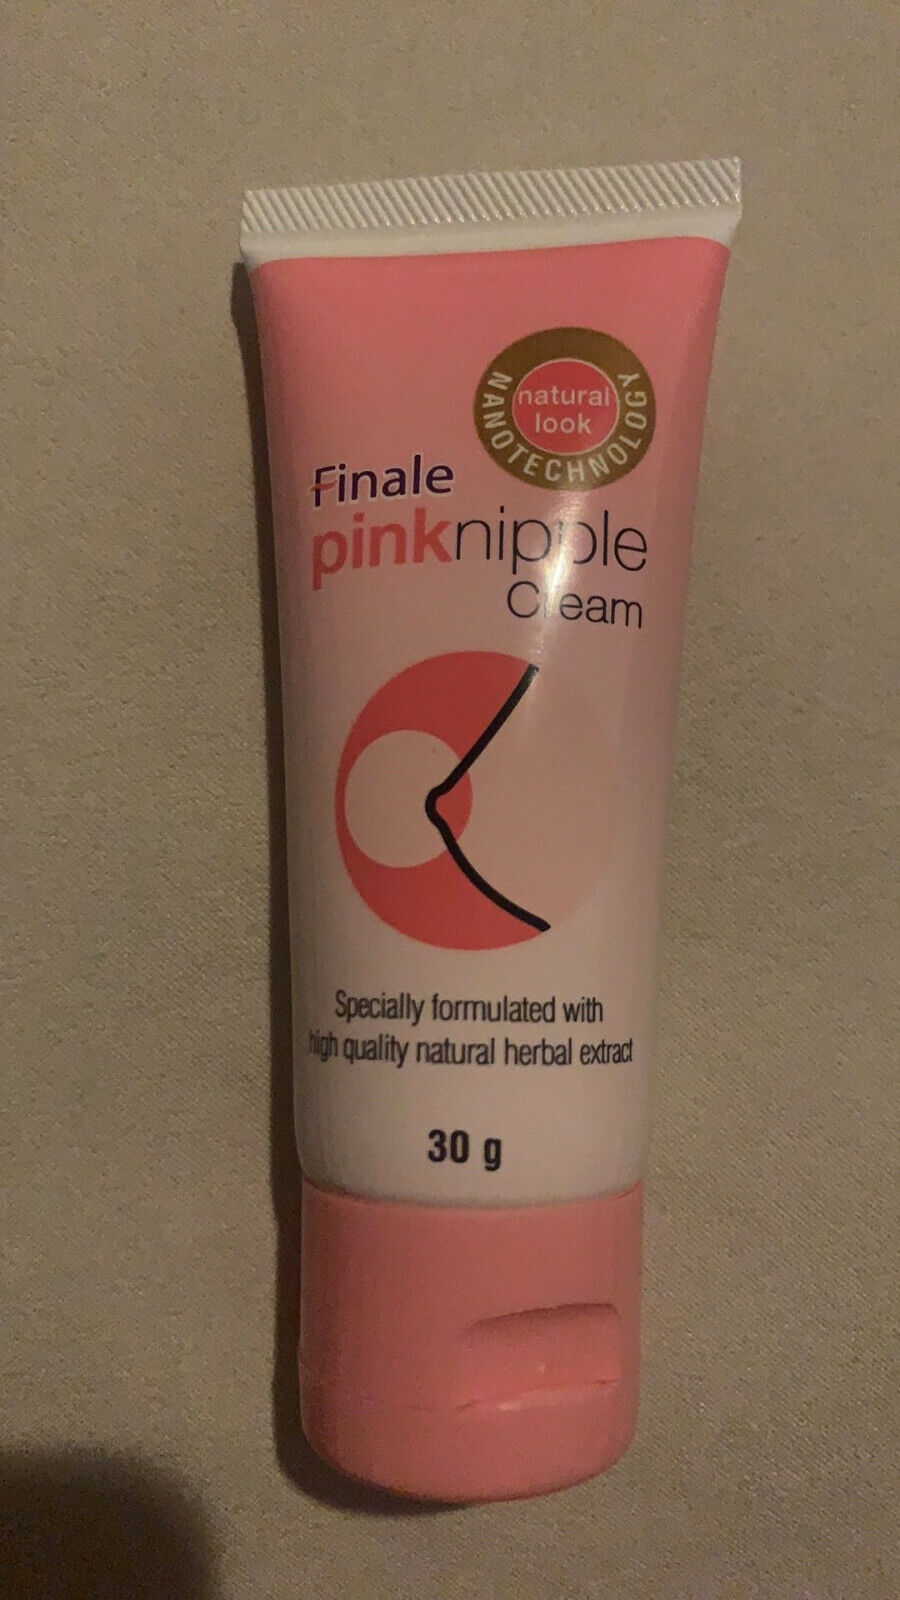 natural
look
NANOTECHNOLOGY
Finale
pinknipple
Cream
Specially formulated with
high quality natural herbal extract
30 g